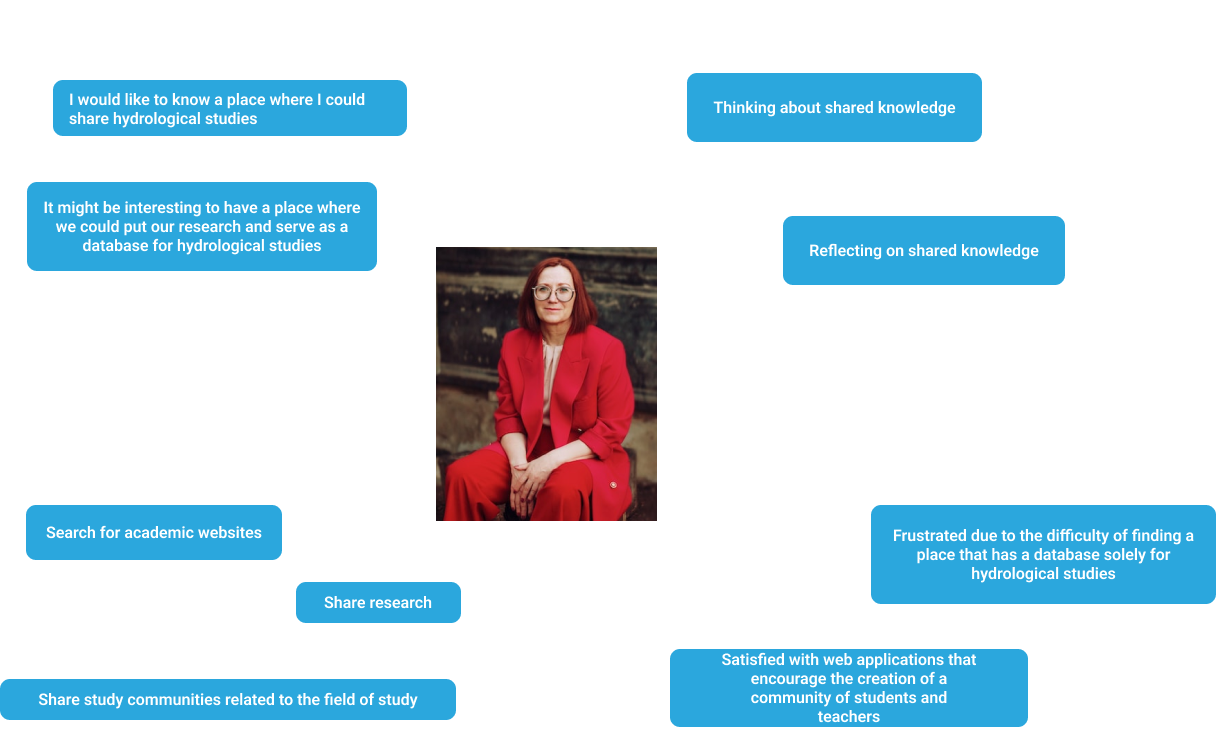 I would like to know a place where I could
share hydrological studies
Thinking about shared knowledge
It might be interesting to have a place where
we could put our research and serve as a
database for hydrological studies
Reflecting on shared knowledge
Search for academic websites
Frustrated due to the difficulty of finding a
place that has a database solely for
hydrological studies
Share research
Satisfied with web applications that
encourage the creation of a
community of students and
teachers
Share study communities related to the field of study